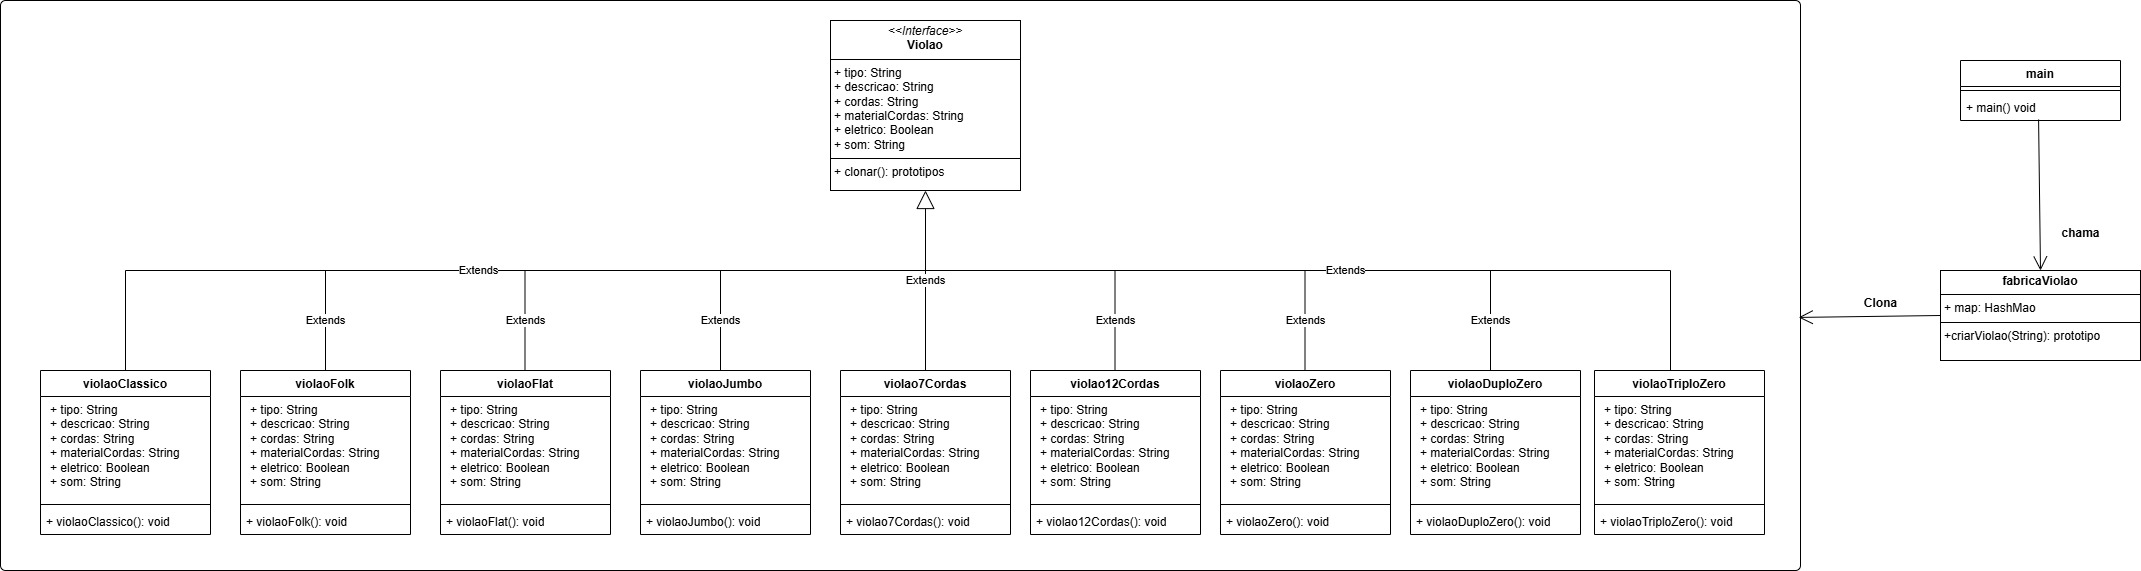 <<Interface>>
Violao
+ tipo: String
+ descricao: String
+ cordas: String
+ materialCordas: String
+ eletrico: Boolean
+ som: String
+ clonar(): prototipos
main
+ main() void
chama
fabricaViolao
+ map: HashMao
+criarViolao(String): prototipo
Clona
Extends
Extends
Extends
Extends
Extends
Extends
Extends
Extends
Extends
violaoClassico
+ tipo: String
+ descricao: String
+ cordas: String
+ materialCordas: String
+ eletrico: Boolean
+ som: String
+ violaoClassico(): void
violaoFolk
+ tipo: String
+ descricao: String
+ cordas: String
+ materialCordas: String
+ eletrico: Boolean
+ som: String
+ violaoFolk(): void
violaoFlat
+ tipo: String
+ descricao: String
+ cordas: String
+ materialCordas: String
+ eletrico: Boolean
+ som: String
+ violaoFlat(): void
violaoJumbo
+ tipo: String
+ descricao: String
+ cordas: String
+ materialCordas: String
+ eletrico: Boolean
+ som: String
+ violaoJumbo(): void
violao7Cordas
+ tipo: String
+ descricao: String
+ cordas: String
+ materialCordas: String
+ eletrico: Boolean
+ som: String
+ violao7Cordas(): void
violao12Cordas
+ tipo: String
+ descricao: String
+ cordas: String
+ materialCordas: String
+ eletrico: Boolean
+ som: String
+ violao12Cordas(): void
violaoZero
+ tipo: String
+ descricao: String
+ cordas: String
+ materialCordas: String
+ eletrico: Boolean
+ som: String
+ violaoZero(): void
violaoDuploZero
+ tipo: String
+ descricao: String
+ cordas: String
+ materialCordas: String
+ eletrico: Boolean
+ som: String
+ violaoDuploZero(): void
violaoTriploZero
+ tipo: String
+ descricao: String
+ cordas: String
+ materialCordas: String
+ eletrico: Boolean
+ som: String
+ violaoTriploZero(): void